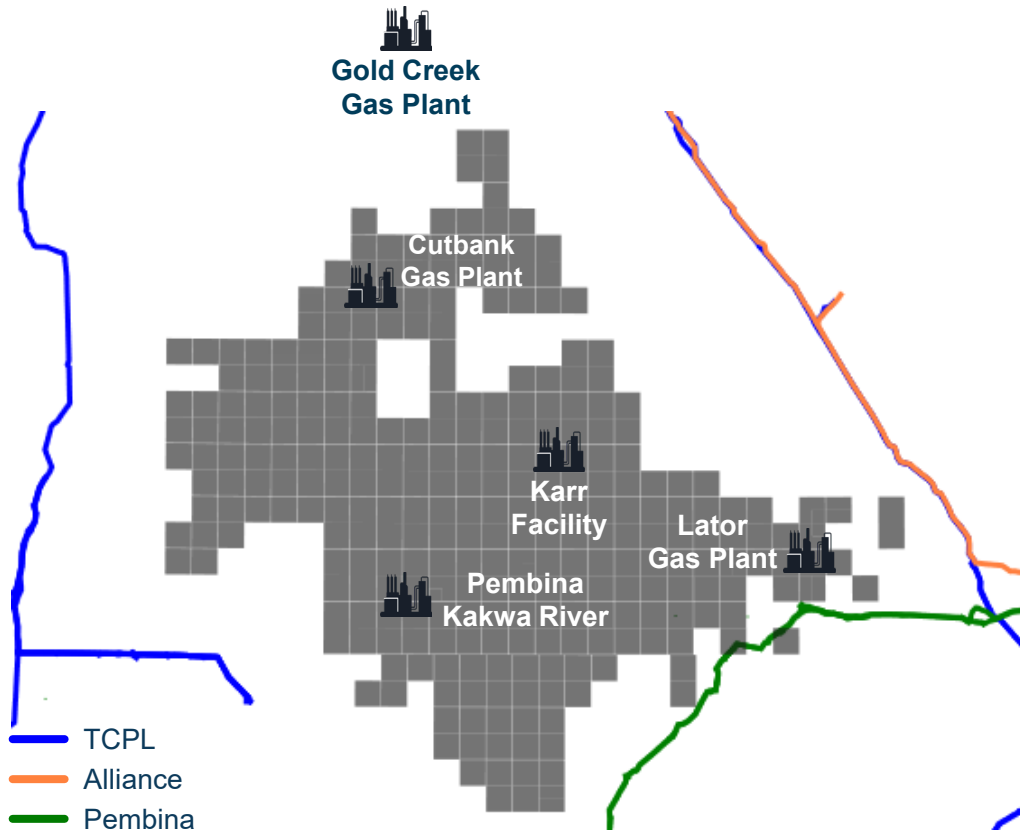 Gold Creek
Gas Plant
Cutbank
Gas Plant
Karr
Facility
Lator
Gas Plant
Pembina
Kakwa River
TCPL
Alliance
Pembina